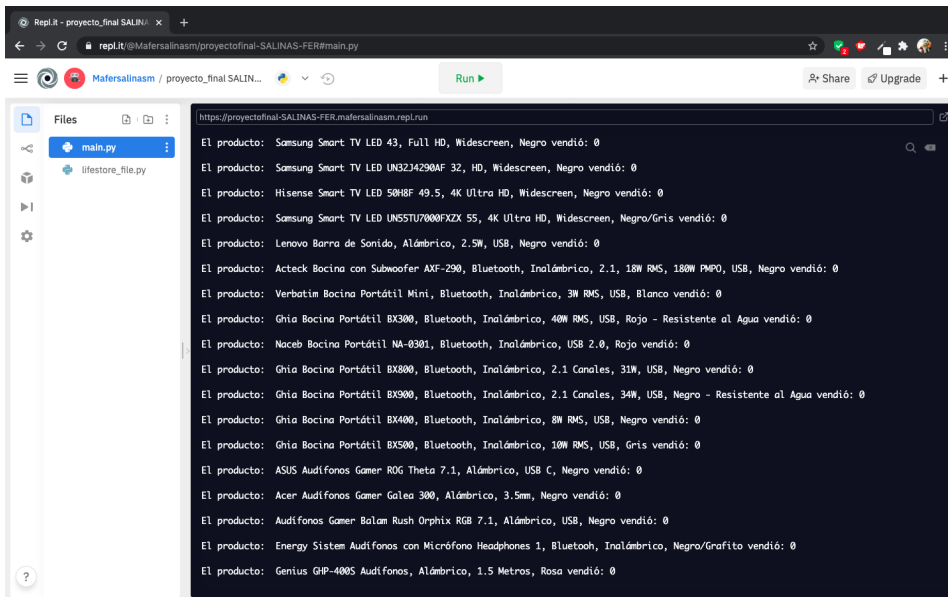 Repl.it - proyecto_final SALINA
repl.it/@Mafersalinasm/proyectofinal-SALINAS-FER#main.py
2
Mafersalinasm / proyecto_final SALIN...
Run
Share
Upgrade
Files
main.py
lifestore_file.py
https://proyectofinal-SALINAS-FER.mafersalinasm.repl.run
El producto: Samsung Smart TV LED 43, Full HD, Widescreen, Negro vendió: 0
El producto: Samsung Smart TV LED UN32J4290AF 32, HD, Widescreen, Negro vendió: 0
El producto: Hisense Smart TV LED 50H8F 49.5, 4K Ultra HD, Widescreen, Negro vendió: 0
El producto: Samsung Smart TV LED UN55TU7000FXZX 55, 4K Ultra HD, Widescreen, Negro/Gris vendió: 0
El producto: Lenovo Barra de Sonido, Alámbrico, 2.5W, USB, Negro vendió: 0
El producto: Acteck Bocina con Subwoofer AXF-290, Bluetooth, Inalámbrico, 2.1, 18W RMS, 180W PMPO, USB, Negro vendió: 0
El producto: Verbatim Bocina Portátil Mini, Bluetooth, Inalámbrico, 3W RMS, USB, Blanco vendió: 0
El producto: Ghia Bocina Portátil BX300, Bluetooth, Inalámbrico, 40W RMS, USB, Rojo - Resistente al Agua vendió: 0
El producto: Naceb Bocina Portátil NA-0301, Bluetooth, Inalámbrico, USB 2.0, Rojo vendió: 0
El producto: Ghia Bocina Portátil BX800, Bluetooth, Inalámbrico, 2.1 Canales, 31W, USB, Negro vendió: 0
El producto: Ghia Bocina Portátil BX900, Bluetooth, Inalámbrico, 2.1 Canales, 34W, USB, Negro - Resistente al Agua vendió: 0
El producto: Ghia Bocina Portátil BX400, Bluetooth, Inalámbrico, 8W RMS, USB, Negro vendió: 0
El producto: Ghia Bocina Portátil BX500, Bluetooth, Inalámbrico, 10W RMS, USB, Gris vendió: 0
El producto: ASUS Audífonos Gamer ROG Theta 7.1, Alámbrico, USB C, Negro vendió: 0
El producto: Acer Audífonos Gamer Galea 300, Alámbrico, 3.5mm, Negro vendió: 0
El producto: Audífonos Gamer Balam Rush Orphix RGB 7.1, Alámbrico, USB, Negro vendió: 0
El producto: Energy Sistem Audífonos con Micrófono Headphones 1, Bluetooh, Inalámbrico, Negro/Grafito vendió: 0
El producto: Genius GHP-400S Audífonos, Alámbrico, 1.5 Metros, Rosa vendió: 0
?